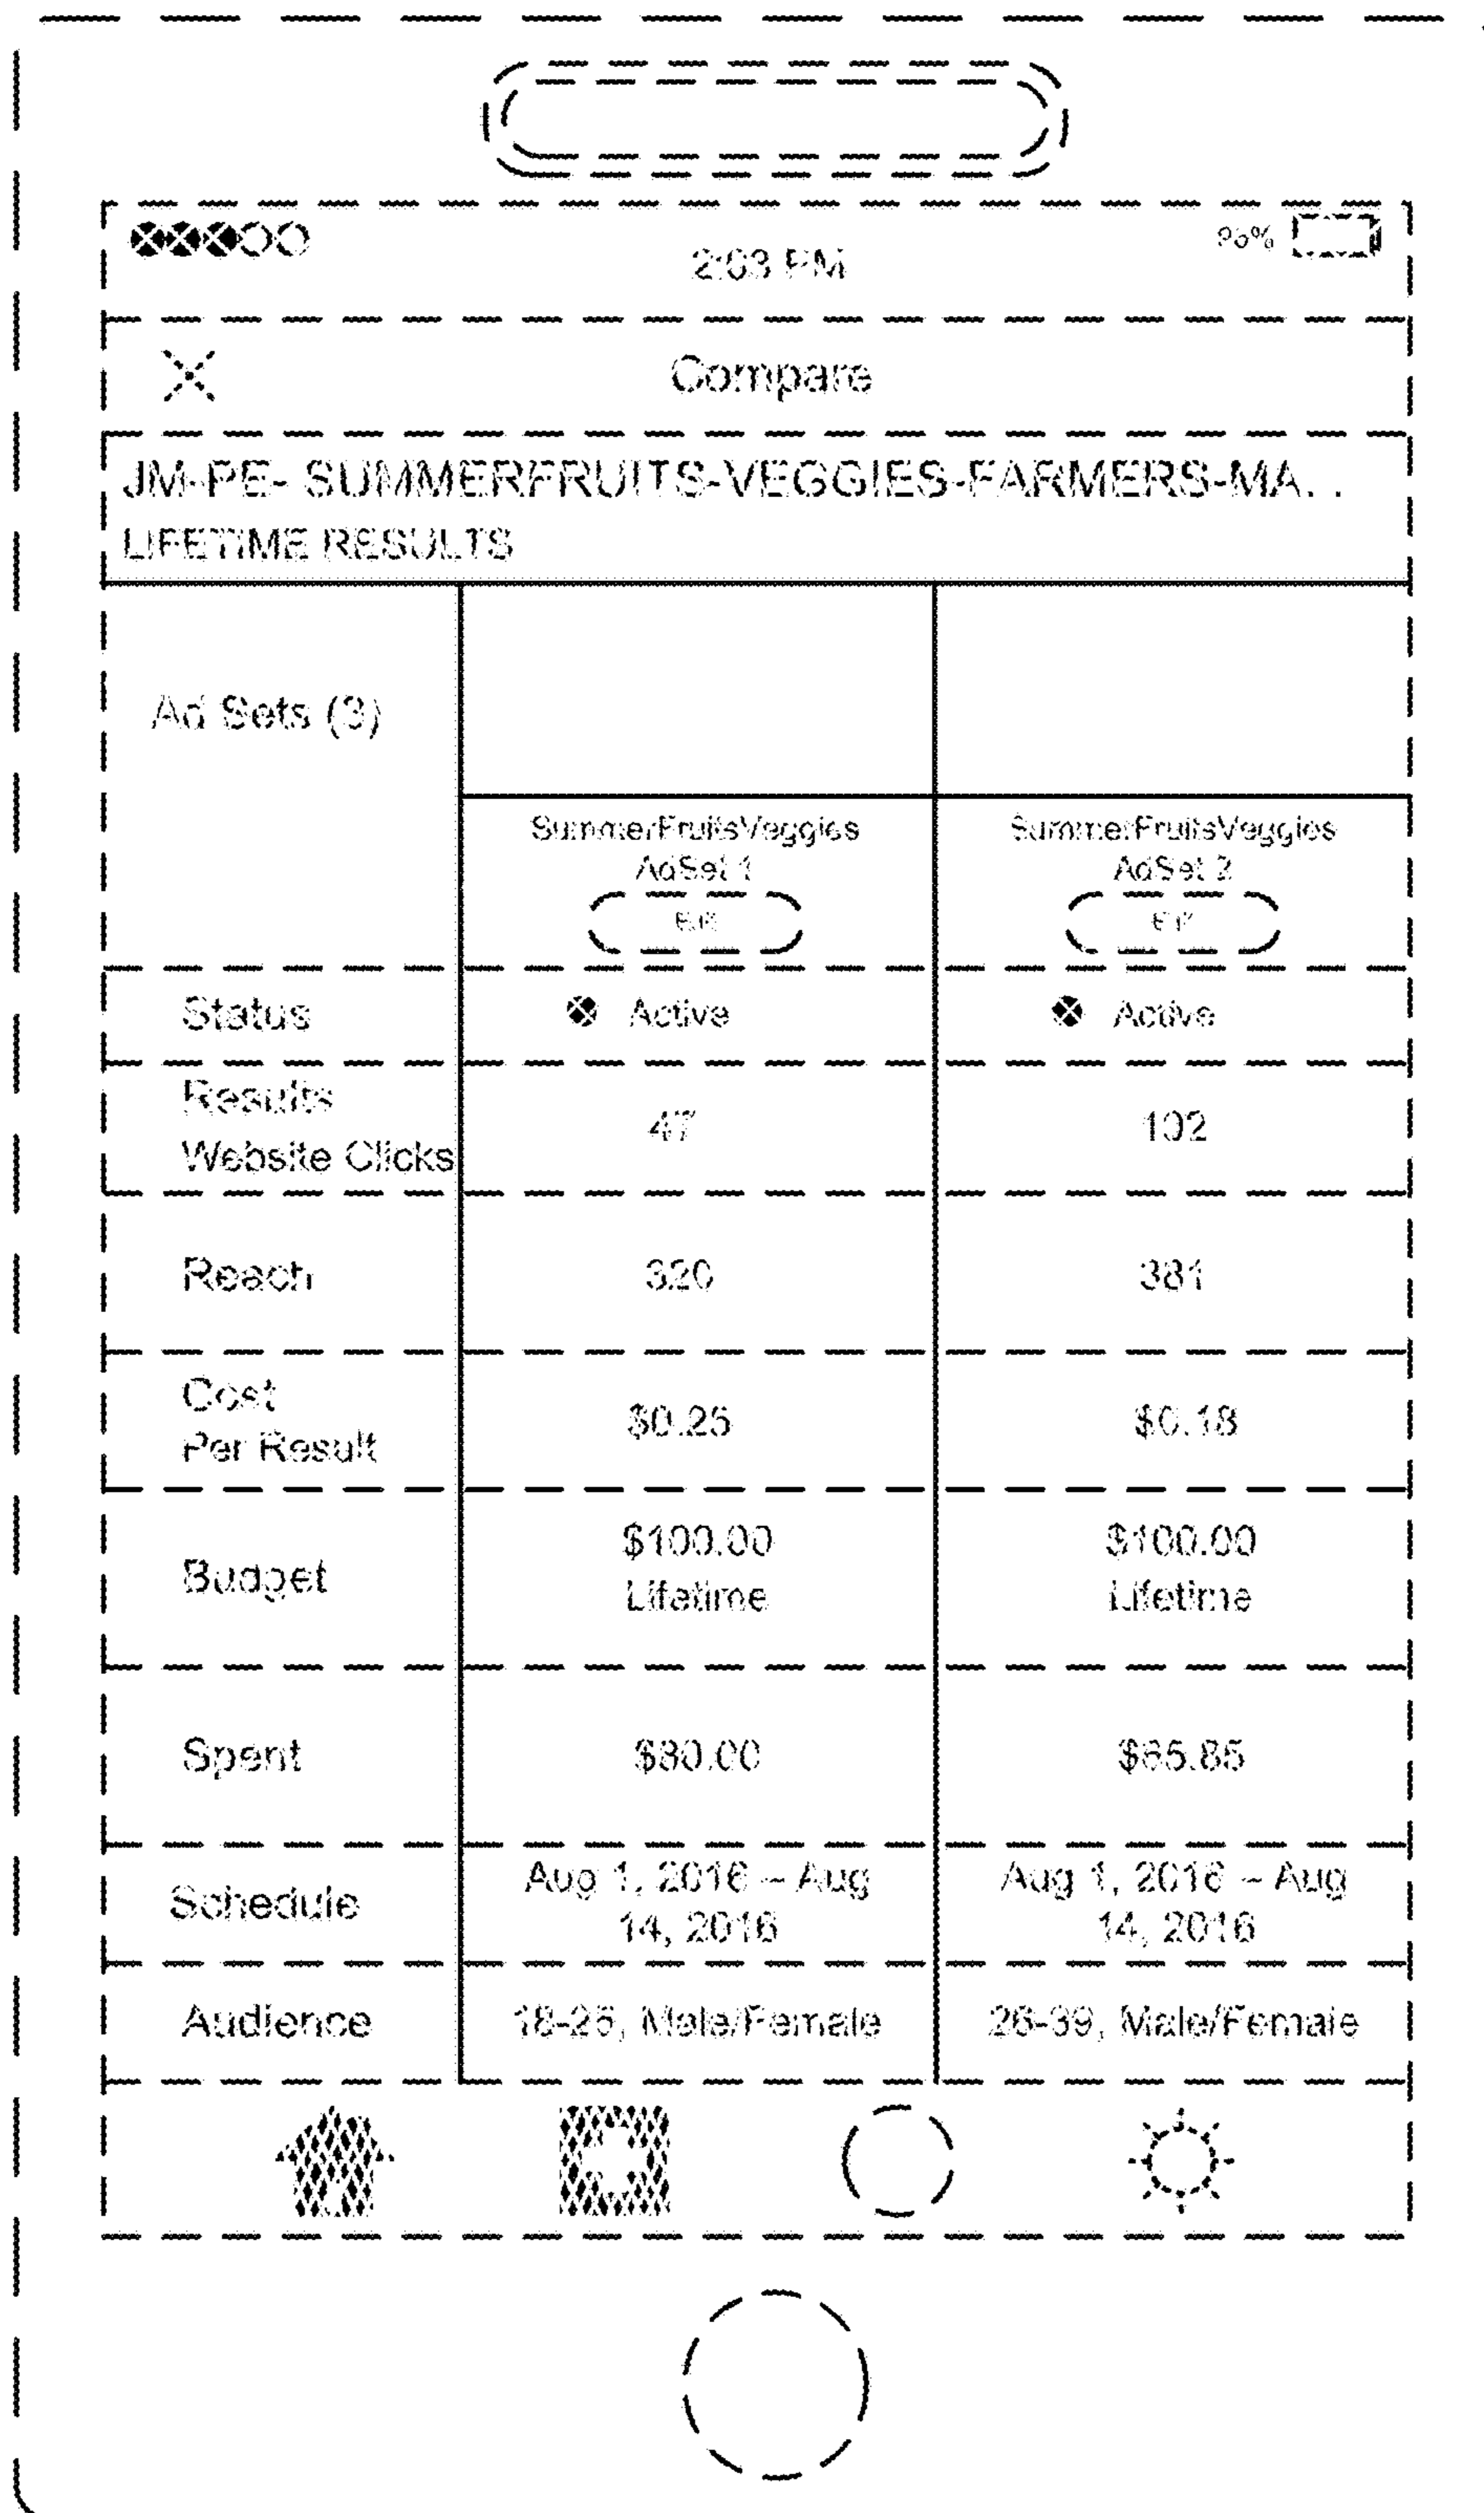 2:03 PM
Compare
JM-PE- SUMMERFRUITS-VEGGIES-FARMERS-MA. .
LIFETIME RESULTS
Ad Sets (3)
SummerFruitsVeggies
AdSet 1
SummerFruitsVeggies
AdSet 2
Status
Active
Active
Results
Website Clicks
47
102
Reach
320
381
Cost
Per Result
$0.25
$0.18
Budget
$100.00
Lifetime
$100.00
Lifetime
Spent
$80.00
$65.85
Schedule
Aug 1, 2016 – Aug
14, 2016
Aug 1, 2016 – Aug
14, 2016
Audience
18-25, Male/Female
26-39, Male/Female